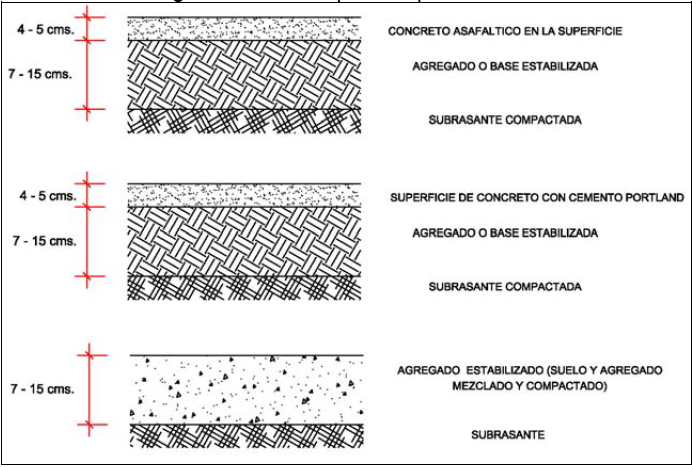 4 - 5 cms.
CONCRETO ASAFALTICO EN LA SUPERFICIE
7 - 15 cms.
AGREGADO O BASE ESTABILIZADA
SUBRASANTE COMPACTADA
4 - 5 cms.
SUPERFICIE DE CONCRETO CON CEMENTO PORTLAND
7 - 15 cms.
AGREGADO O BASE ESTABILIZADA
SUBRASANTE COMPACTADA
7 - 15 cms.
AGREGADO ESTABILIZADO (SUELO Y AGREGADO
MEZCLADO Y COMPACTADO)
SUBRASANTE